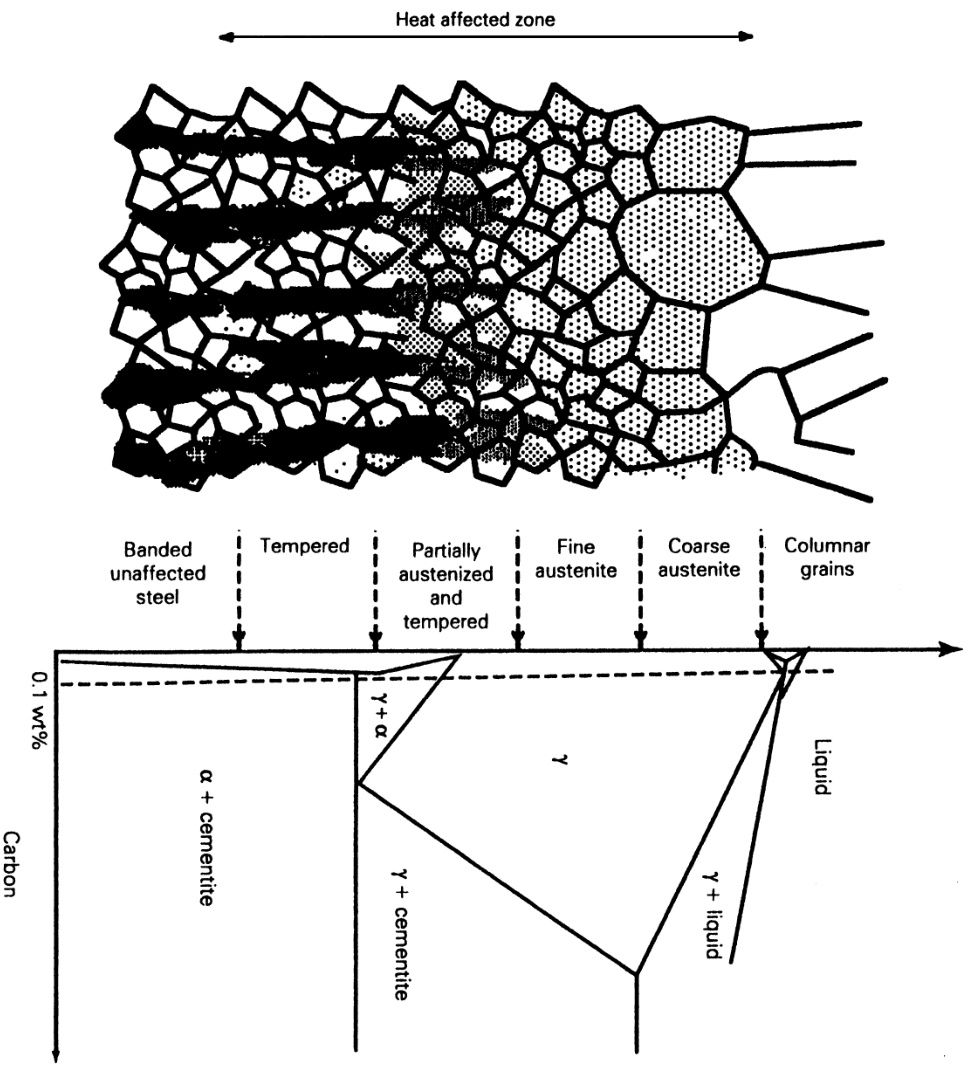 Heat affected zone
Banded
unaffected
steel
Tempered
Partially
austenized
and
tempered
Fine
austenite
Coarse
austenite
Columnar
grains
0.1 wt%
γ + α
γ
Liquid
α + cementite
γ + cementite
γ + liquid
Carbon